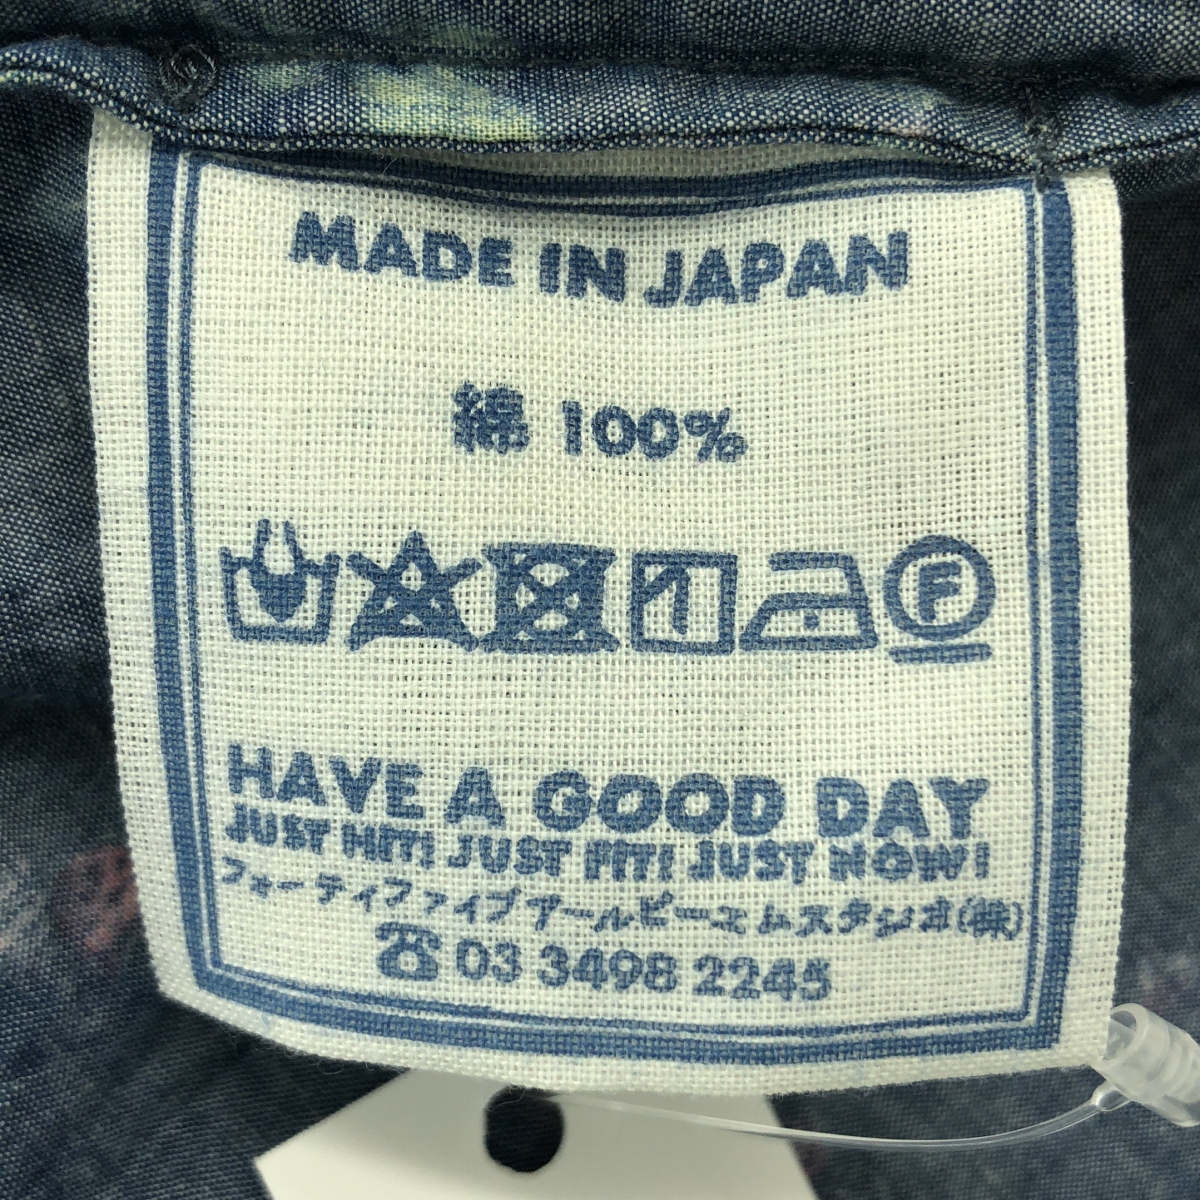 MADE IN JAPAN
綿 100%
F
HAVE A GOOD DAY
JUST HIT! JUST FIT! JUST NOW!
フォーティファイブアールピーエムスタジオ(株)
☎03 3498 2245